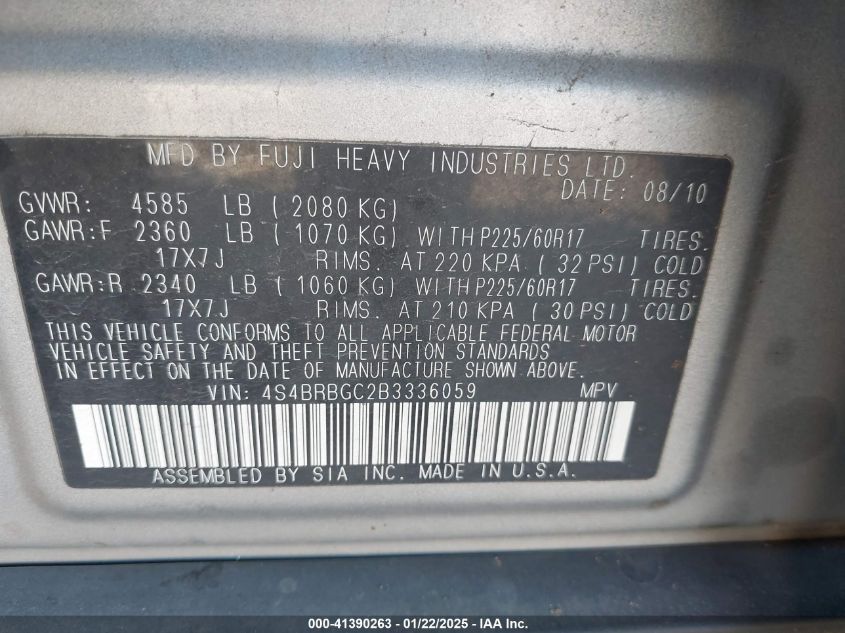 MFD BY FUJI HEAVY INDUSTRIES LTD.
DATE: 08/10
GVWR: 4585 LB ( 2080 KG)
GAWR:F 2360 LB ( 1070 KG) WITH P225/60R17 TIRES.
17X7J RIMS. AT 220 KPA ( 32 PSI) COLD
GAWR:R 2340 LB ( 1060 KG) WITH P225/60R17 TIRES.
17X7J RIMS. AT 210 KPA ( 30 PSI) COLD
THIS VEHICLE CONFORMS TO ALL APPLICABLE FEDERAL MOTOR
VEHICLE SAFETY AND THEFT PREVENTION STANDARDS
IN EFFECT ON THE DATE OF MANUFACTURE SHOWN ABOVE.
VIN: 4S4BRBGC2B3336059 MPV
ASSEMBLED BY SIA INC. MADE IN U.S.A.
000-41390263 - 01/22/2025 - IAA Inc.